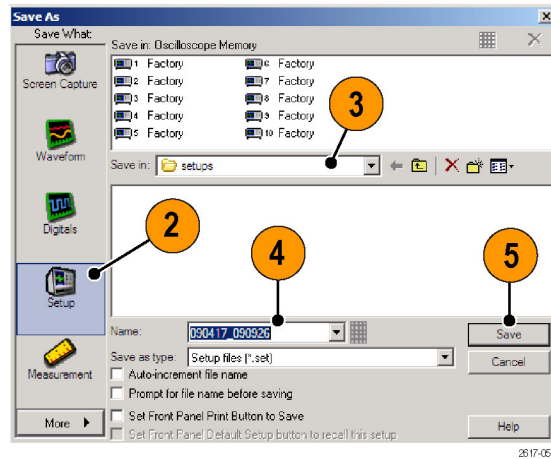 Save As
Save What:
Save in: Oscilloscope Memory
Screen Capture
1 Factory
6 Factory
2 Factory
7 Factory
3 Factory
8 Factory
4 Factory
9 Factory
5 Factory
10 Factory
3
Waveform
Save in: setups
Digitals
2
4
5
Setup
Name: 090417_090926
Save
Save as type: Setup files (*.set)
Cancel
Measurement
Auto-increment file name
Prompt for file name before saving
More
Set Front Panel Print Button to Save
Set Front Panel Default Setup button to recall this setup
Help
2617-05